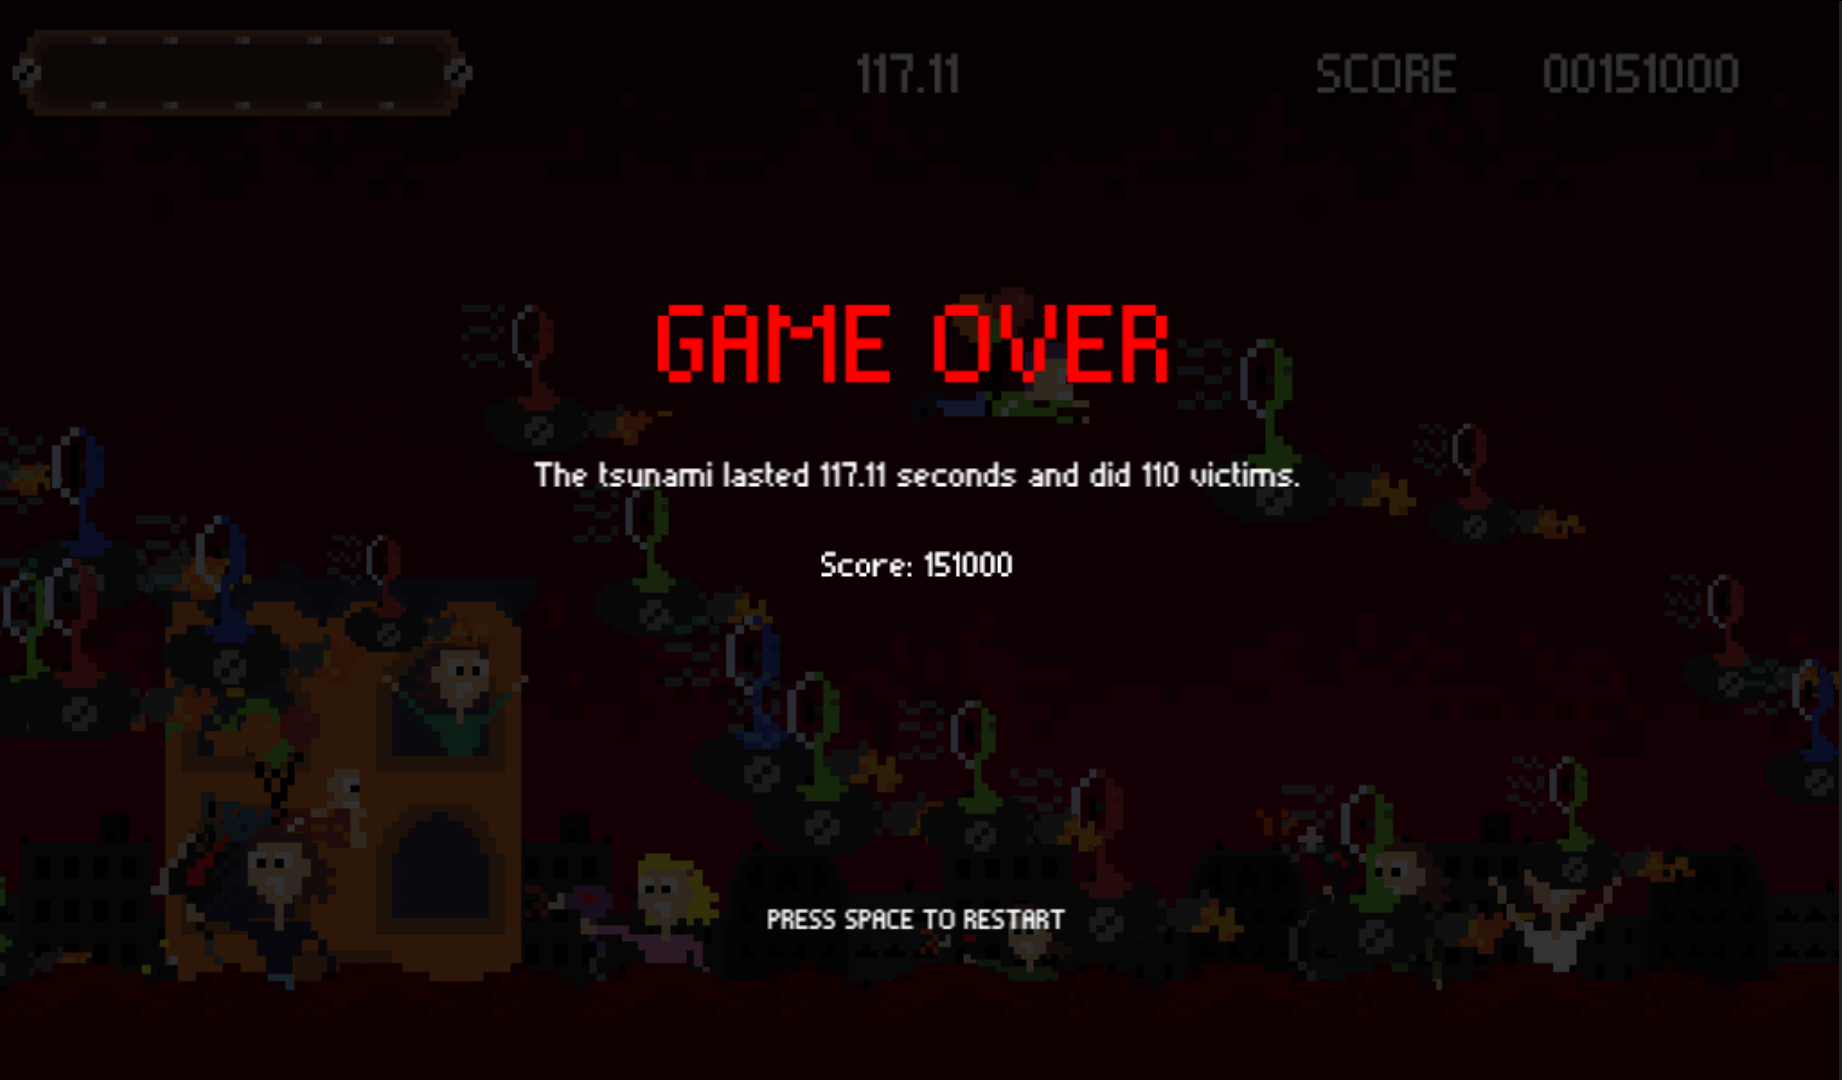 117.11 SCORE 00151000
GAME OVER
The tsunami lasted 117.11 seconds and did 110 victims.
Score: 151000
PRESS SPACE TO RESTART